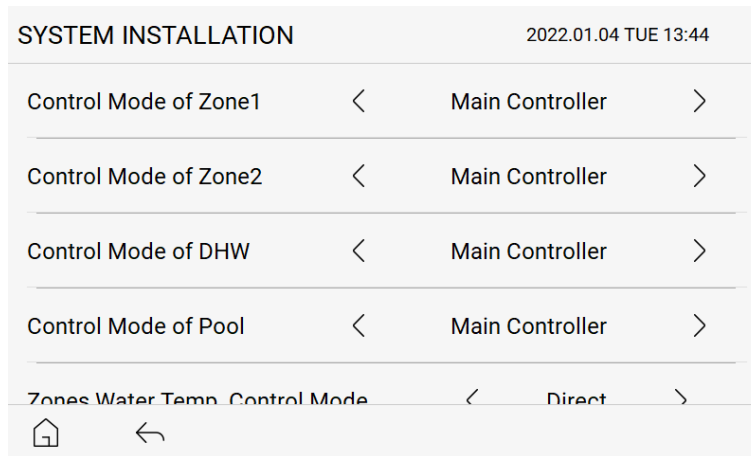 SYSTEM INSTALLATION 2022.01.04 TUE 13:44
Control Mode of Zone1 Main Controller
Control Mode of Zone2 Main Controller
Control Mode of DHW Main Controller
Control Mode of Pool Main Controller
Zones Water Temp. Control Mode Direct